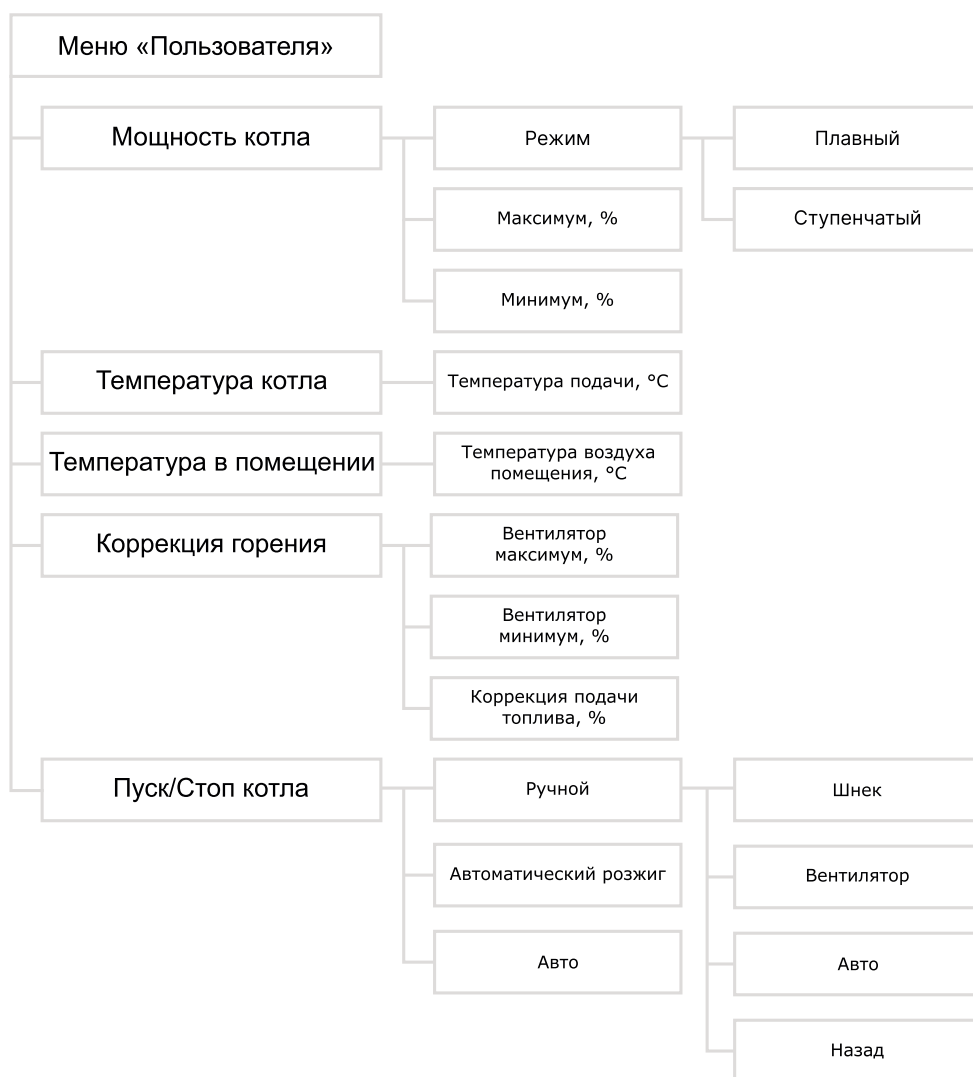 Меню «Пользователя»
Мощность котла
Режим
Плавный
Максимум, %
Ступенчатый
Минимум, %
Температура котла
Температура подачи, °C
Температура в помещении
Температура воздуха
помещения, °C
Коррекция горения
Вентилятор
максимум, %
Вентилятор
минимум, %
Коррекция подачи
топлива, %
Пуск/Стоп котла
Ручной
Шнек
Автоматический розжиг
Вентилятор
Авто
Авто
Назад